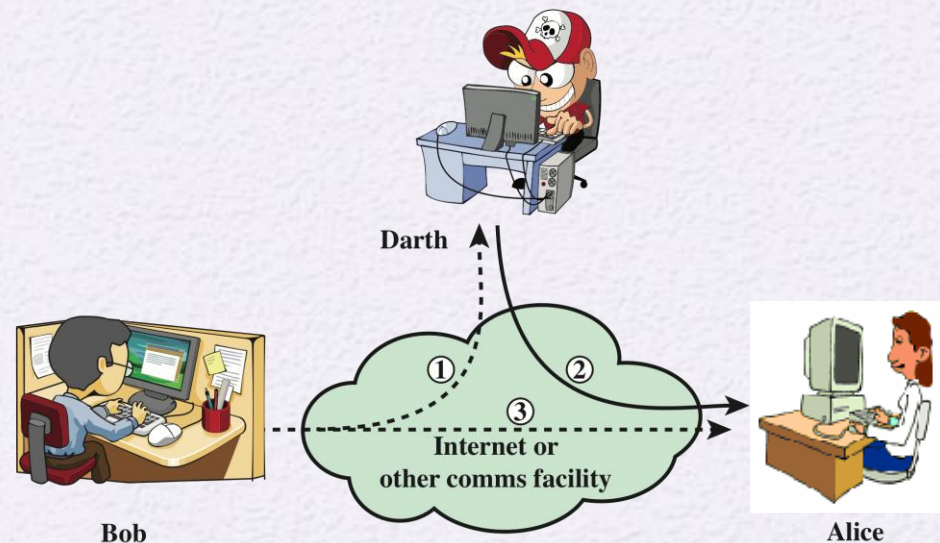 Darth
①
②
③
Internet or
other comms facility
Bob
Alice